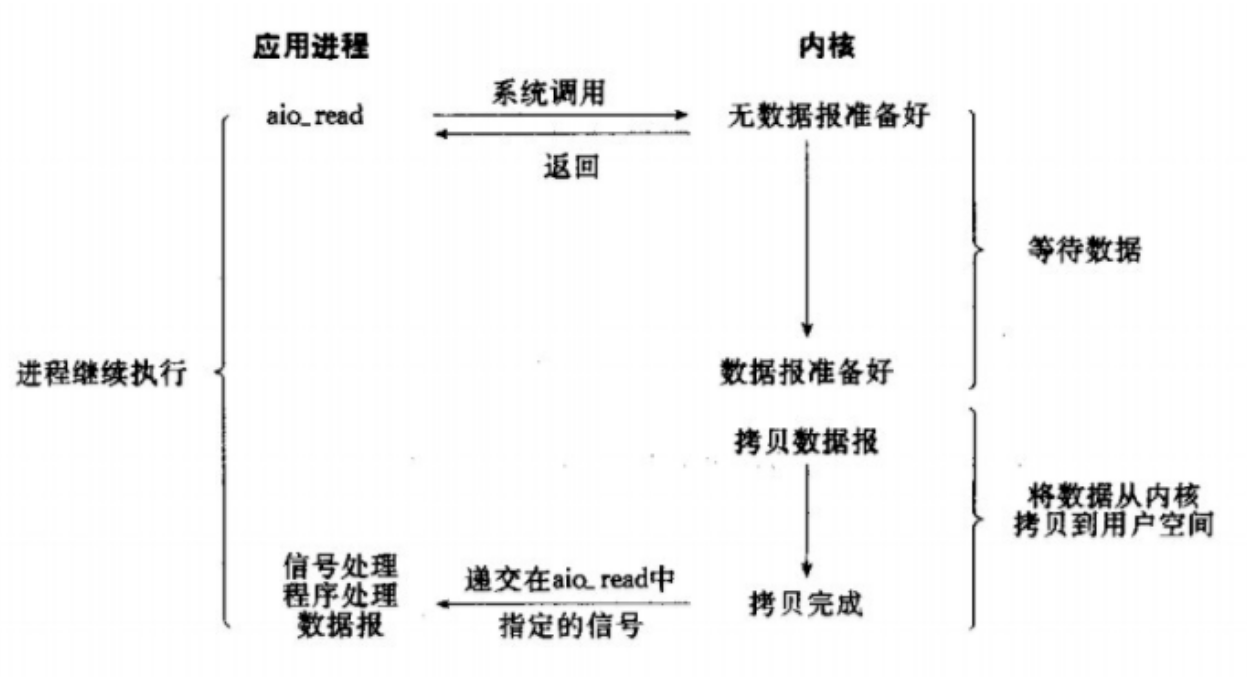 应用进程
内核
aio_read
系统调用
无数据报准备好
返回
等待数据
进程继续执行
数据报准备好
拷贝数据报
将数据从内核
拷贝到用户空间
信号处理
程序处理
数据报
递交在aio_read中
指定的信号
拷贝完成